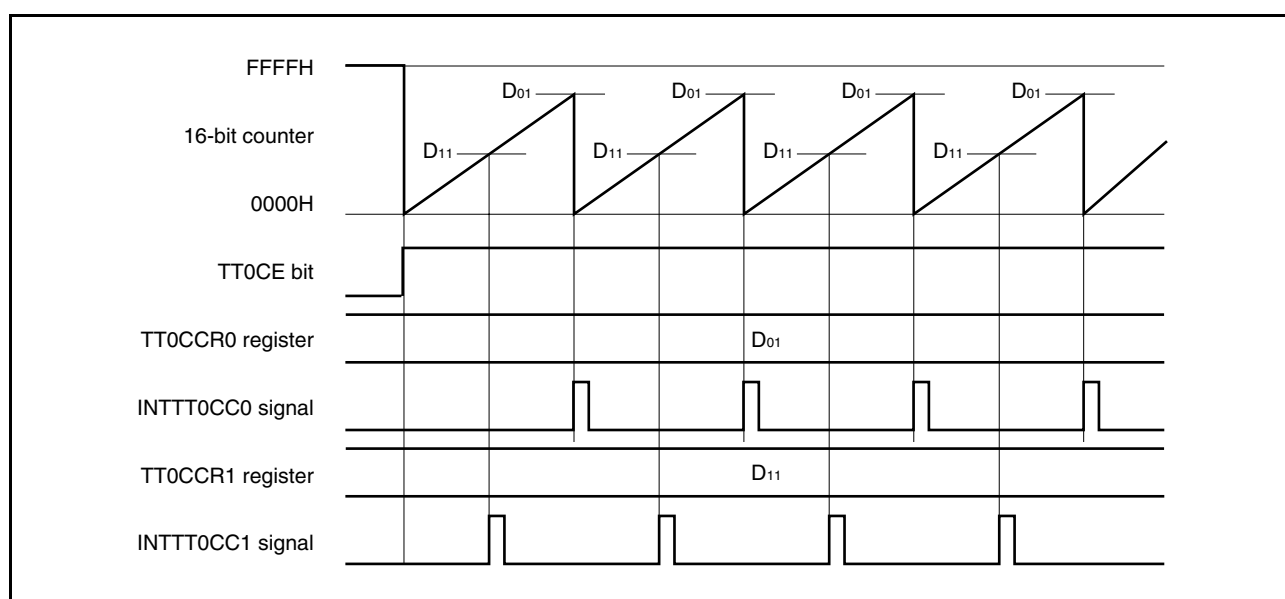 FFFFH
D01 D01 D01 D01
16-bit counter
D11 D11 D11 D11
0000H
TT0CE bit
TT0CCR0 register
D01
INTTT0CC0 signal
TT0CCR1 register
D11
INTTT0CC1 signal